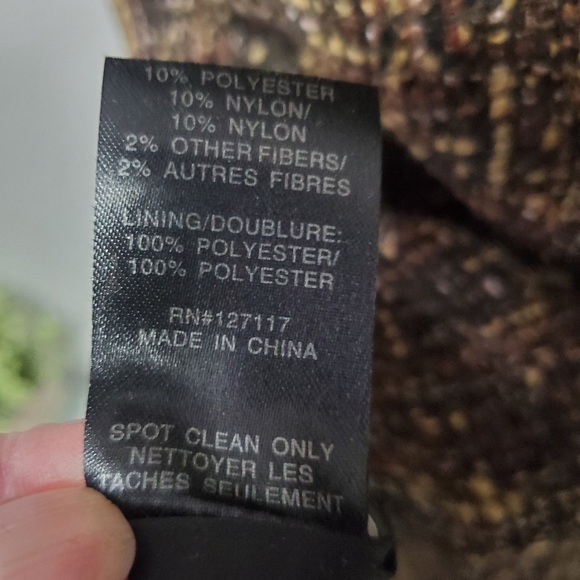 10% POLYESTER
10% NYLON/
10% NYLON
2% OTHER FIBERS/
2% AUTRES FIBRES
LINING/DOUBLURE:
100% POLYESTER/
100% POLYESTER
RN#127117
MADE IN CHINA
SPOT CLEAN ONLY
NETTOYER LES
TACHES SEULEMENT